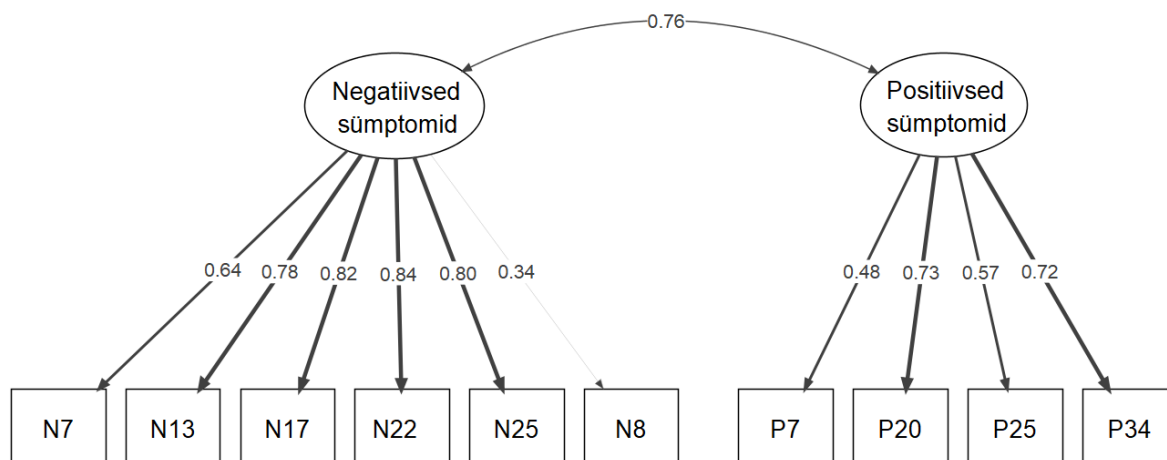 0.76
Negatiivsed
sümptomid
Positiivsed
sümptomid
0.64
0.78
0.82
0.84
0.80
0.34
0.48
0.73
0.57
0.72
N7
N13
N17
N22
N25
N8
P7
P20
P25
P34